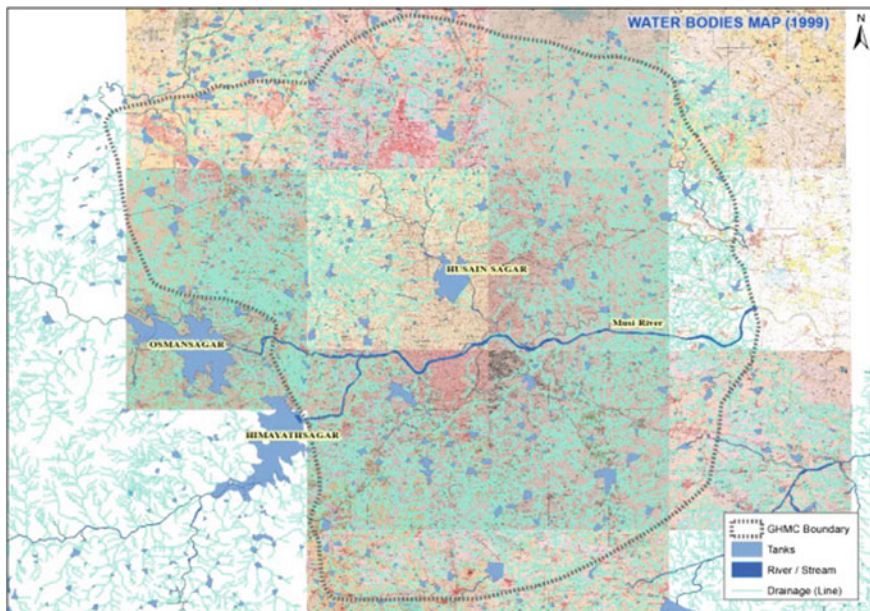 WATER BODIES MAP (1999)
N
HUSAIN SAGAR
Musi River
OSMANSAGAR
HIMAYATHSAGAR
GHMC Boundary
Tanks
River / Stream
Drainage (Line)